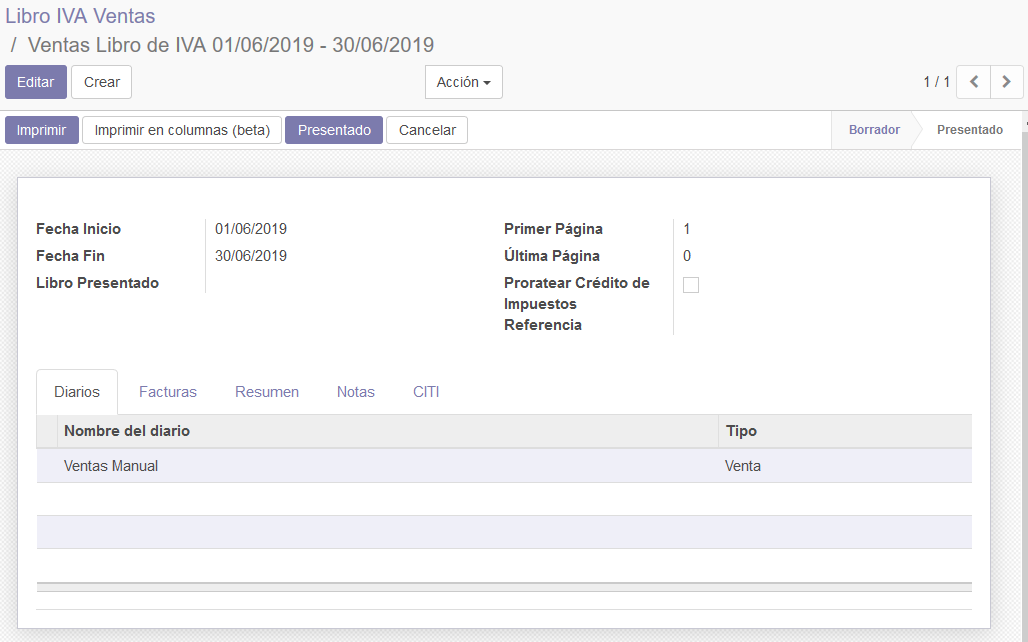 Libro IVA Ventas
/ Ventas Libro de IVA 01/06/2019 - 30/06/2019
Editar Crear Acción 1 / 1
Imprimir Imprimir en columnas (beta) Presentado Cancelar Borrador Presentado
Fecha Inicio 01/06/2019 Primer Página 1
Fecha Fin 30/06/2019 Última Página 0
Libro Presentado Proratear Crédito de
Impuestos
Referencia
Diarios Facturas Resumen Notas CITI
Nombre del diario Tipo
Ventas Manual Venta